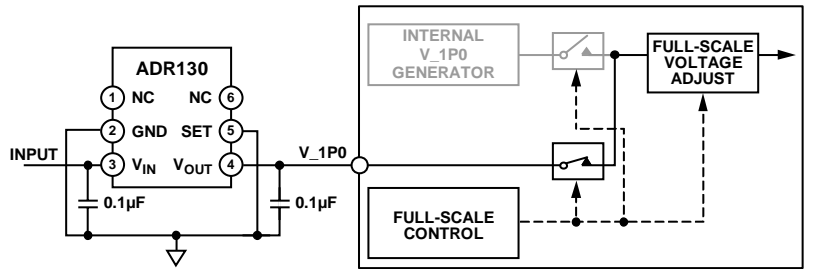 INTERNAL
V_1P0
GENERATOR
FULL-SCALE
VOLTAGE
ADJUST
ADR130
1 NC NC 6
2 GND SET 5
INPUT
3 VIN VOUT 4
V_1P0
0.1µF 0.1µF
FULL-SCALE
CONTROL